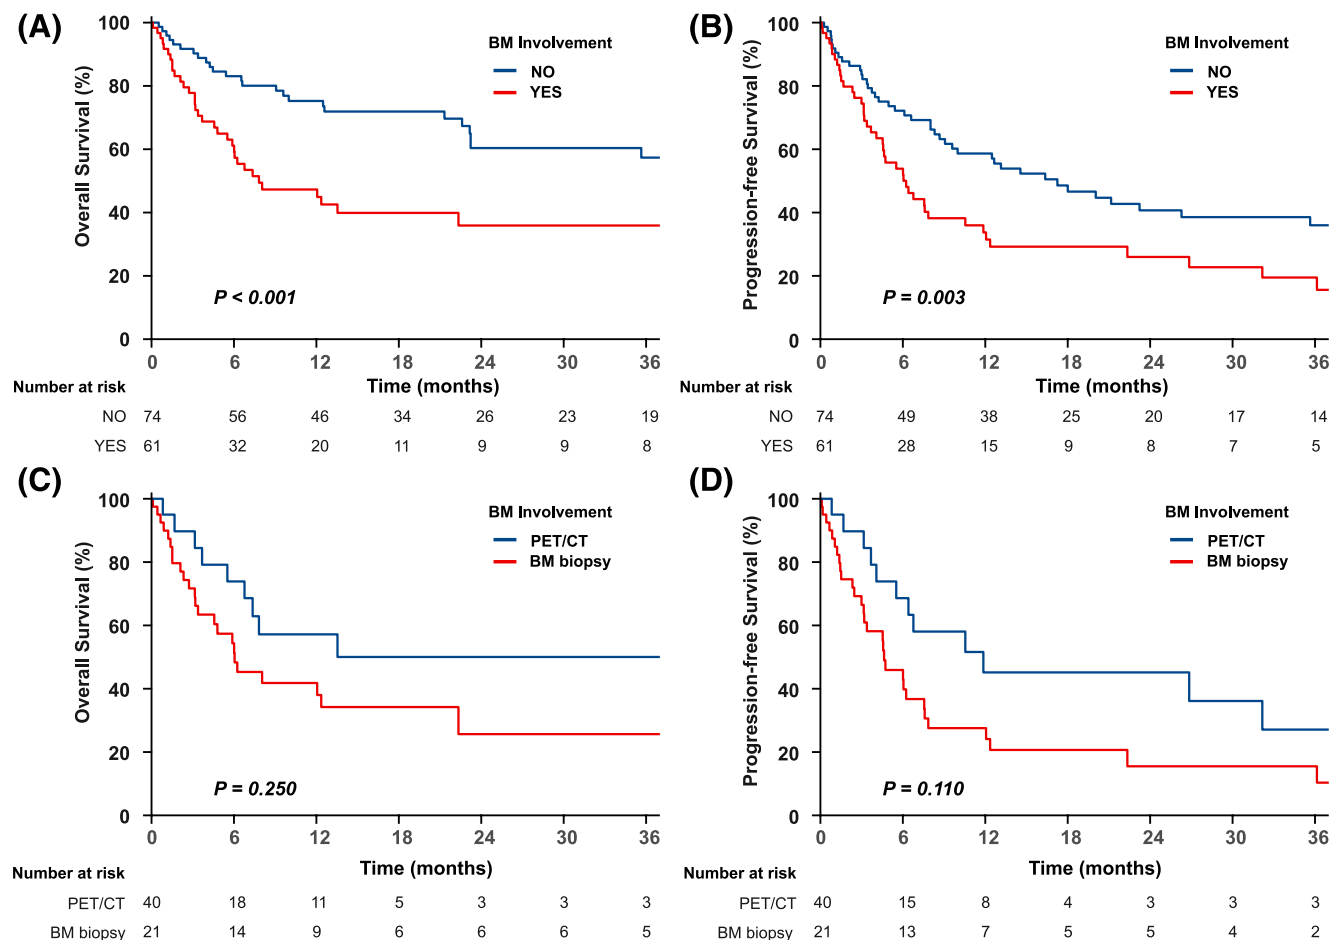 (A)
Overall Survival (%)
100
80
60
40
20
0
BM Involvement
NO
YES
P < 0.001
0 6 12 18 24 30 36
Time (months)
Number at risk
NO 74 56 46 34 26 23 19
YES 61 32 20 11 9 9 8
(B)
Progression-free Survival (%)
100
80
60
40
20
0
BM Involvement
NO
YES
P = 0.003
0 6 12 18 24 30 36
Time (months)
Number at risk
NO 74 49 38 25 20 17 14
YES 61 28 15 9 8 7 5
(C)
Overall Survival (%)
100
80
60
40
20
0
BM Involvement
PET/CT
BM biopsy
P = 0.250
0 6 12 18 24 30 36
Time (months)
Number at risk
PET/CT 40 18 11 5 3 3 3
BM biopsy 21 14 9 6 6 6 5
(D)
Progression-free Survival (%)
100
80
60
40
20
0
BM Involvement
PET/CT
BM biopsy
P = 0.110
0 6 12 18 24 30 36
Time (months)
Number at risk
PET/CT 40 15 8 4 3 3 3
BM biopsy 21 13 7 5 5 4 2